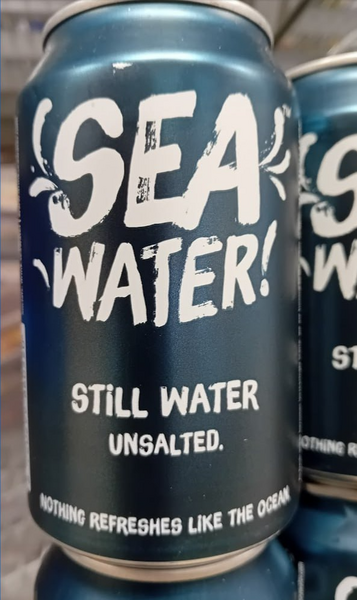 SEA
WATER!
STiLL WATER
UNSALTED.
NOTHING REFRESHES LiKE THE OCEAN